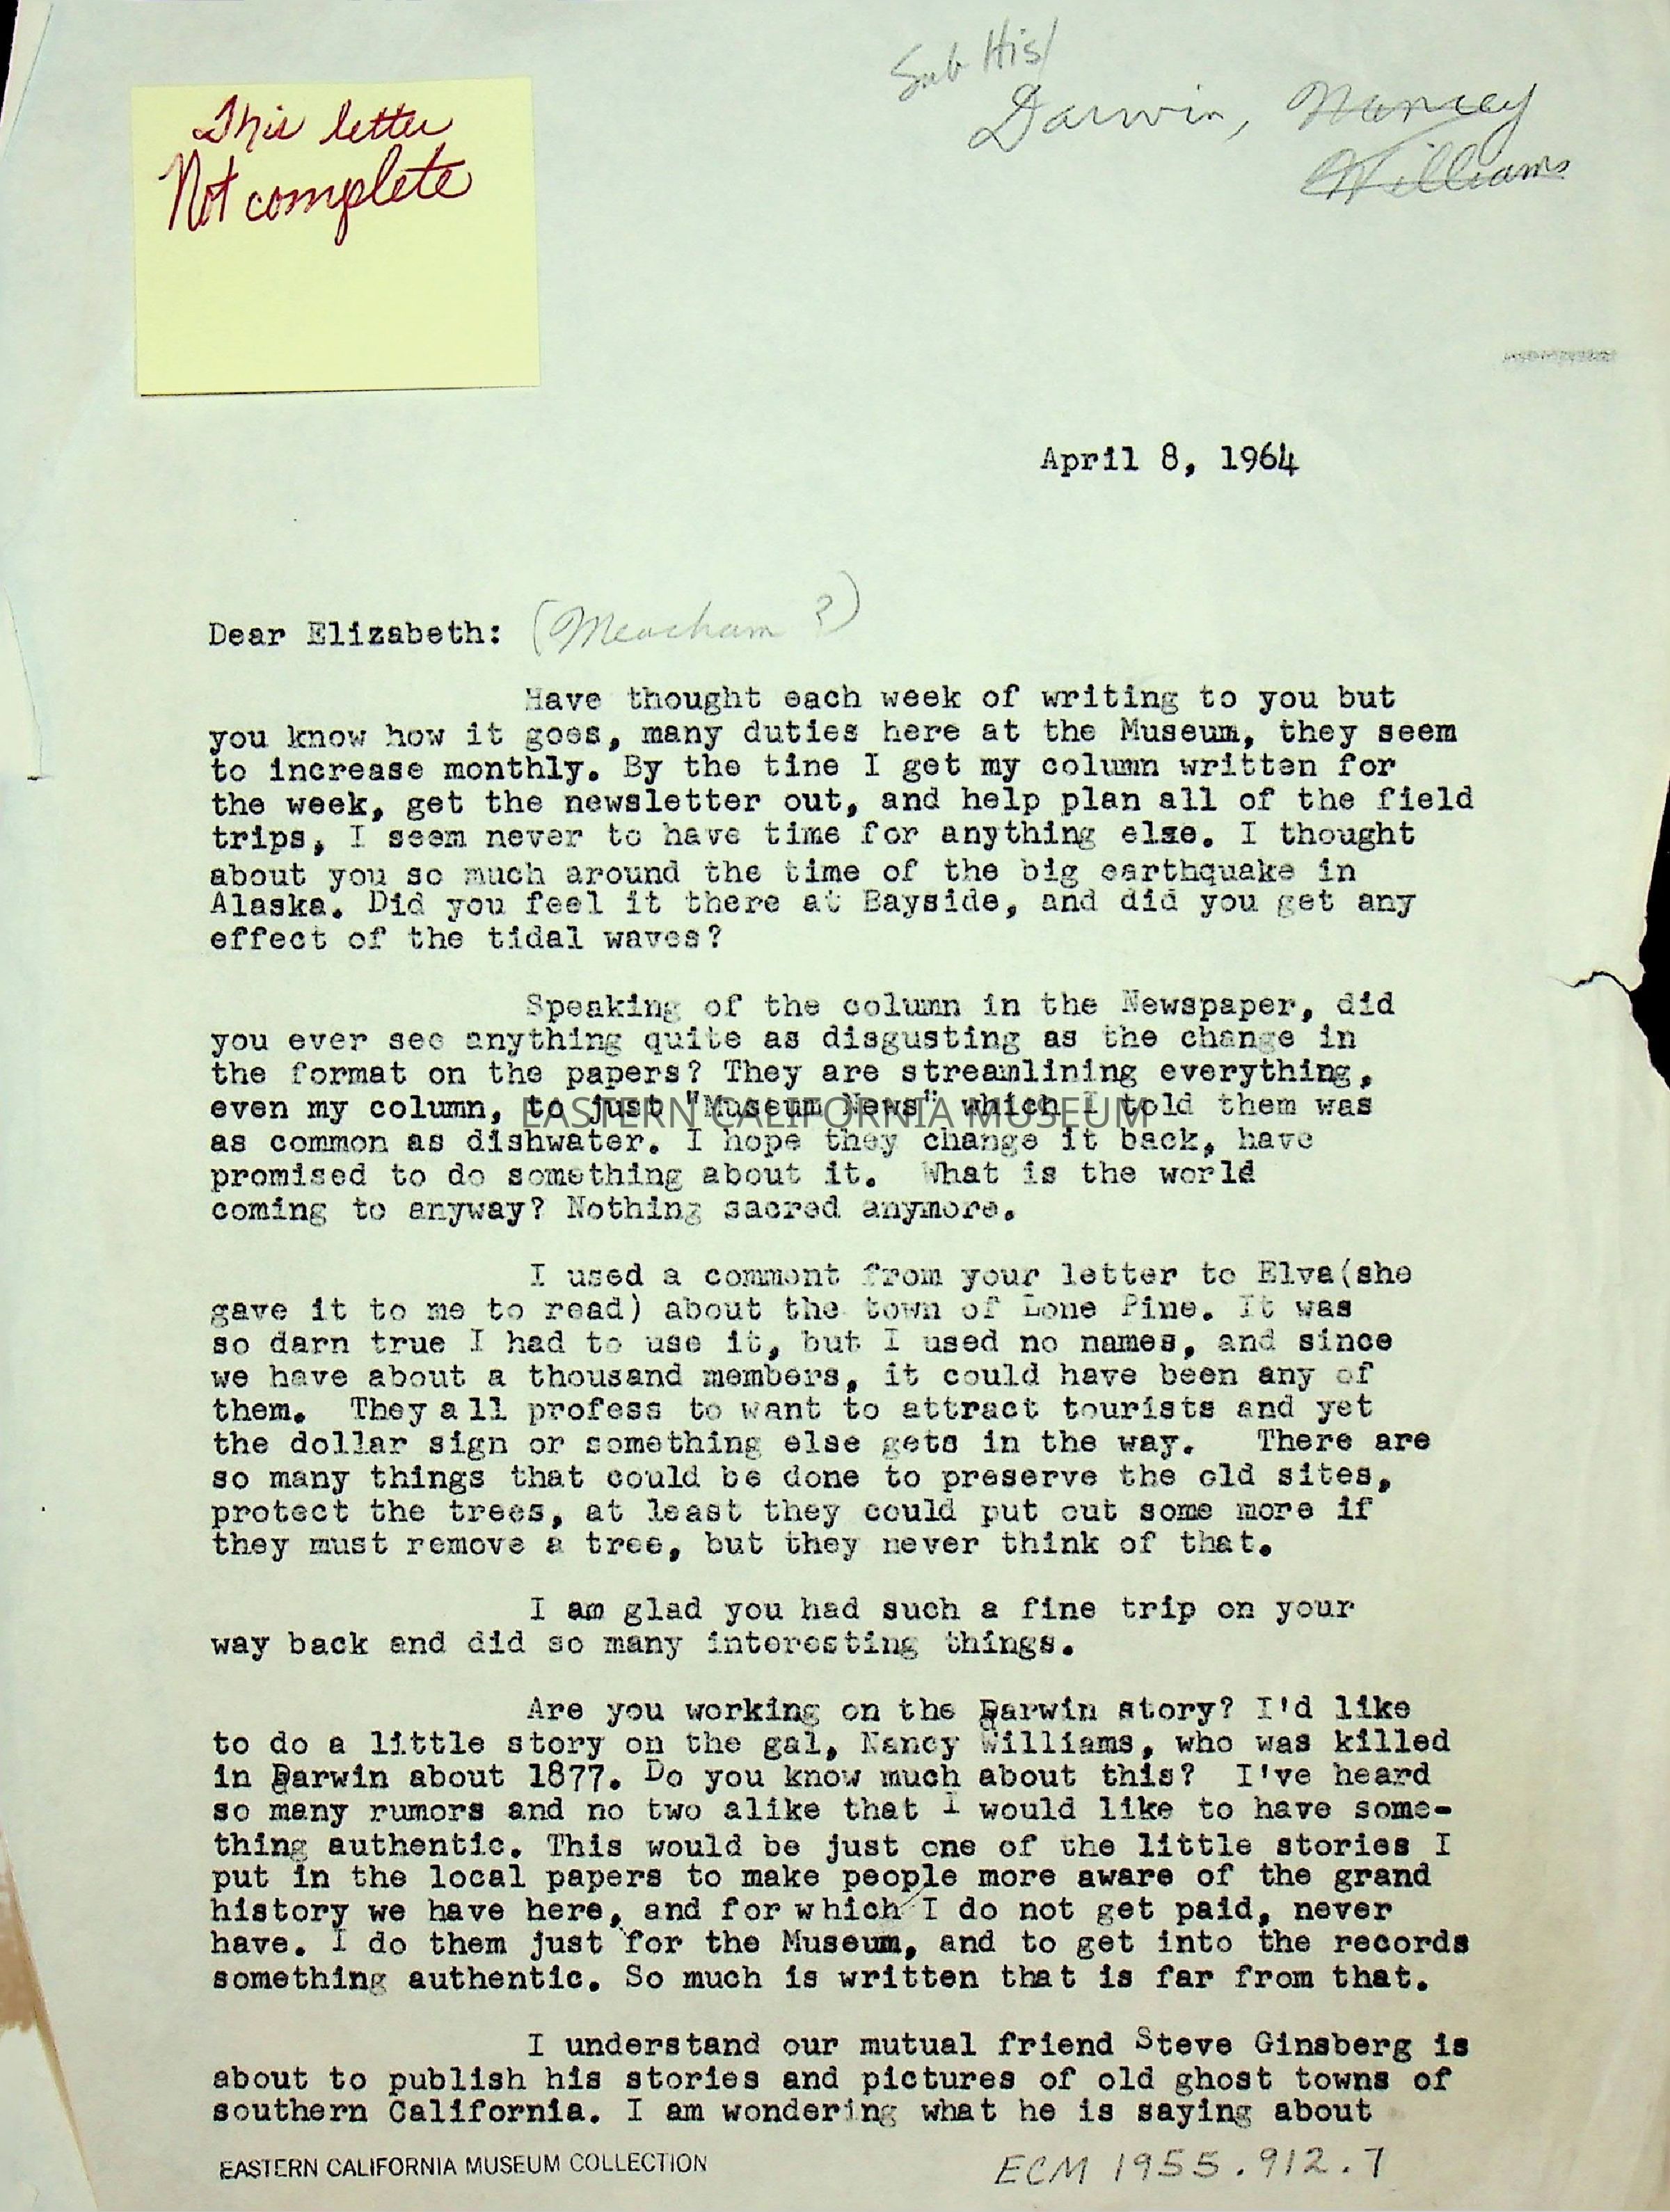 Sub His/
This letter
Not complete
Darwin, Nancy
Williams
April 8, 1964
Dear Elizabeth: (Meacham ?)
Have thought each week of writing to you but
you know how it goes, many duties here at the Museum, they seem
to increase monthly. By the tine I get my column written for
the week, get the newsletter out, and help plan all of the field
trips, I seem never to have time for anything else. I thought
about you so much around the time of the big earthquake in
Alaska. Did you feel it there at Bayside, and did you get any
effect of the tidal waves?
Speaking of the column in the Newspaper, did
you ever see anything quite as disgusting as the change in
the format on the papers? They are streamlining everything,
even my column, to just "Museum News" which I told them was
EASTERN CALIFORNIA MUSEUM
as common as dishwater. I hope they change it back, have
promised to do something about it. What is the world
coming to anyway? Nothing sacred anymore.
I used a comment from your letter to Elva(she
gave it to me to read) about the town of Lone Pine. It was
so darn true I had to use it, but I used no names, and since
we have about a thousand members, it could have been any of
them. They all profess to want to attract tourists and yet
the dollar sign or something else gets in the way. There are
so many things that could be done to preserve the old sites,
protect the trees, at least they could put out some more if
they must remove a tree, but they never think of that.
I am glad you had such a fine trip on your
way back and did so many interesting things.
Are you working on the Darwin story? I'd like
to do a little story on the gal, Nancy Williams, who was killed
in Darwin about 1877. Do you know much about this? I've heard
so many rumors and no two alike that I would like to have some-
thing authentic. This would be just one of the little stories I
put in the local papers to make people more aware of the grand
history we have here, and for which I do not get paid, never
have. I do them just for the Museum, and to get into the records
something authentic. So much is written that is far from that.
I understand our mutual friend Steve Ginsberg is
about to publish his stories and pictures of old ghost towns of
southern California. I am wondering what he is saying about
EASTERN CALIFORNIA MUSEUM COLLECTION
ECM 1955.912.7